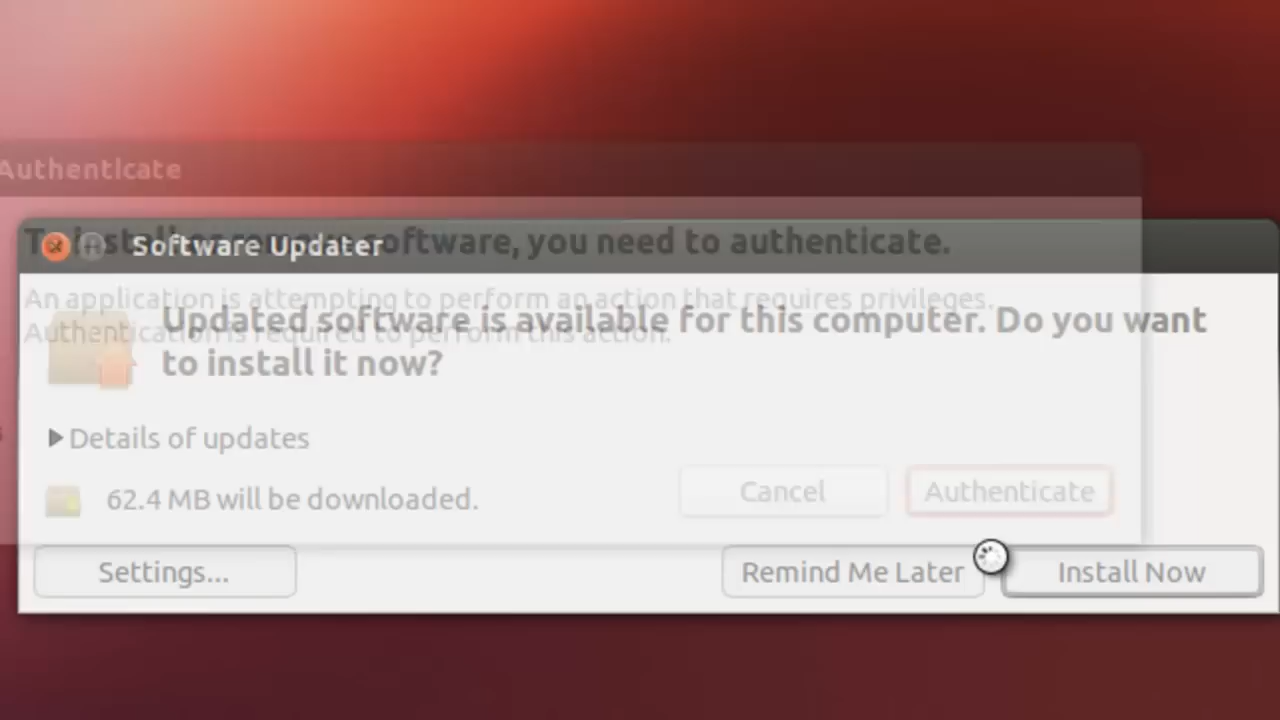 Authenticate
To install or remove software, you need to authenticate.
Software Updater
An application is attempting to perform an action that requires privileges.
Authentication is required to perform this action.
Updated software is available for this computer. Do you want
to install it now?
Details of updates
62.4 MB will be downloaded.
Cancel
Authenticate
Settings...
Remind Me Later
Install Now